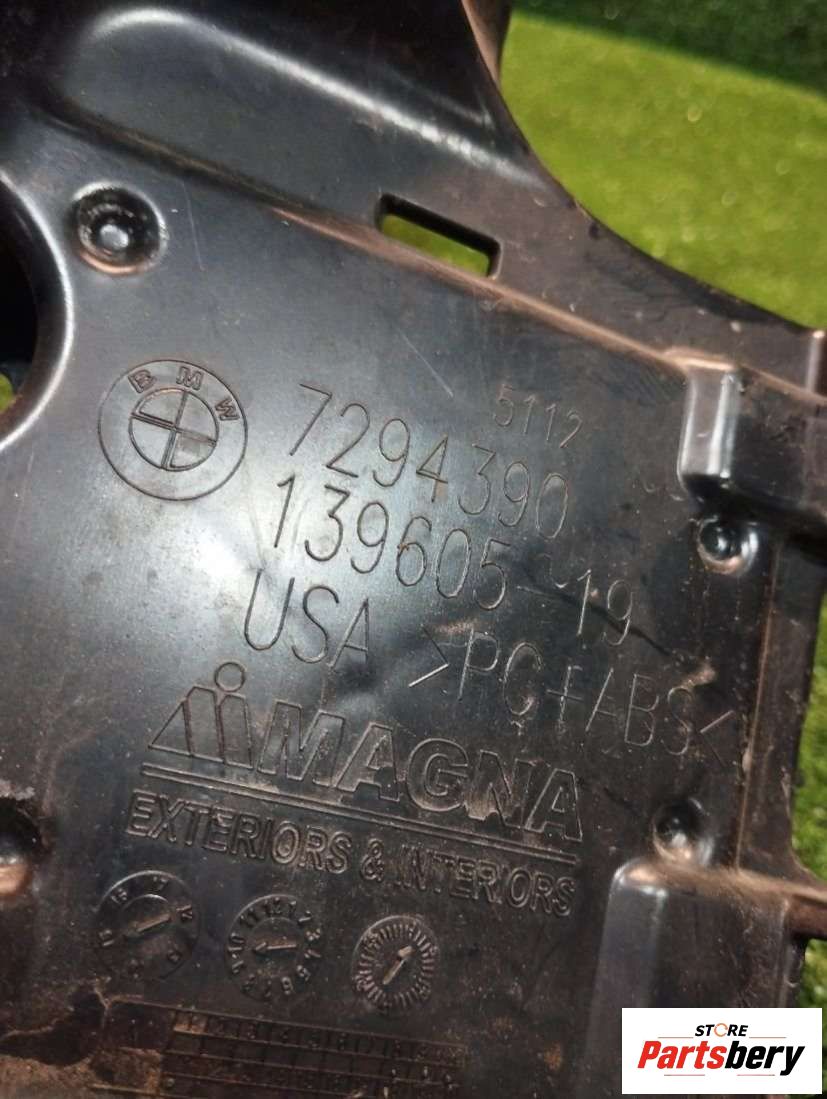 BMW
5112
7294390
139605-19
USA >PC+ABS<
MAGNA
EXTERIORS & INTERIORS
STORE
Partsbery